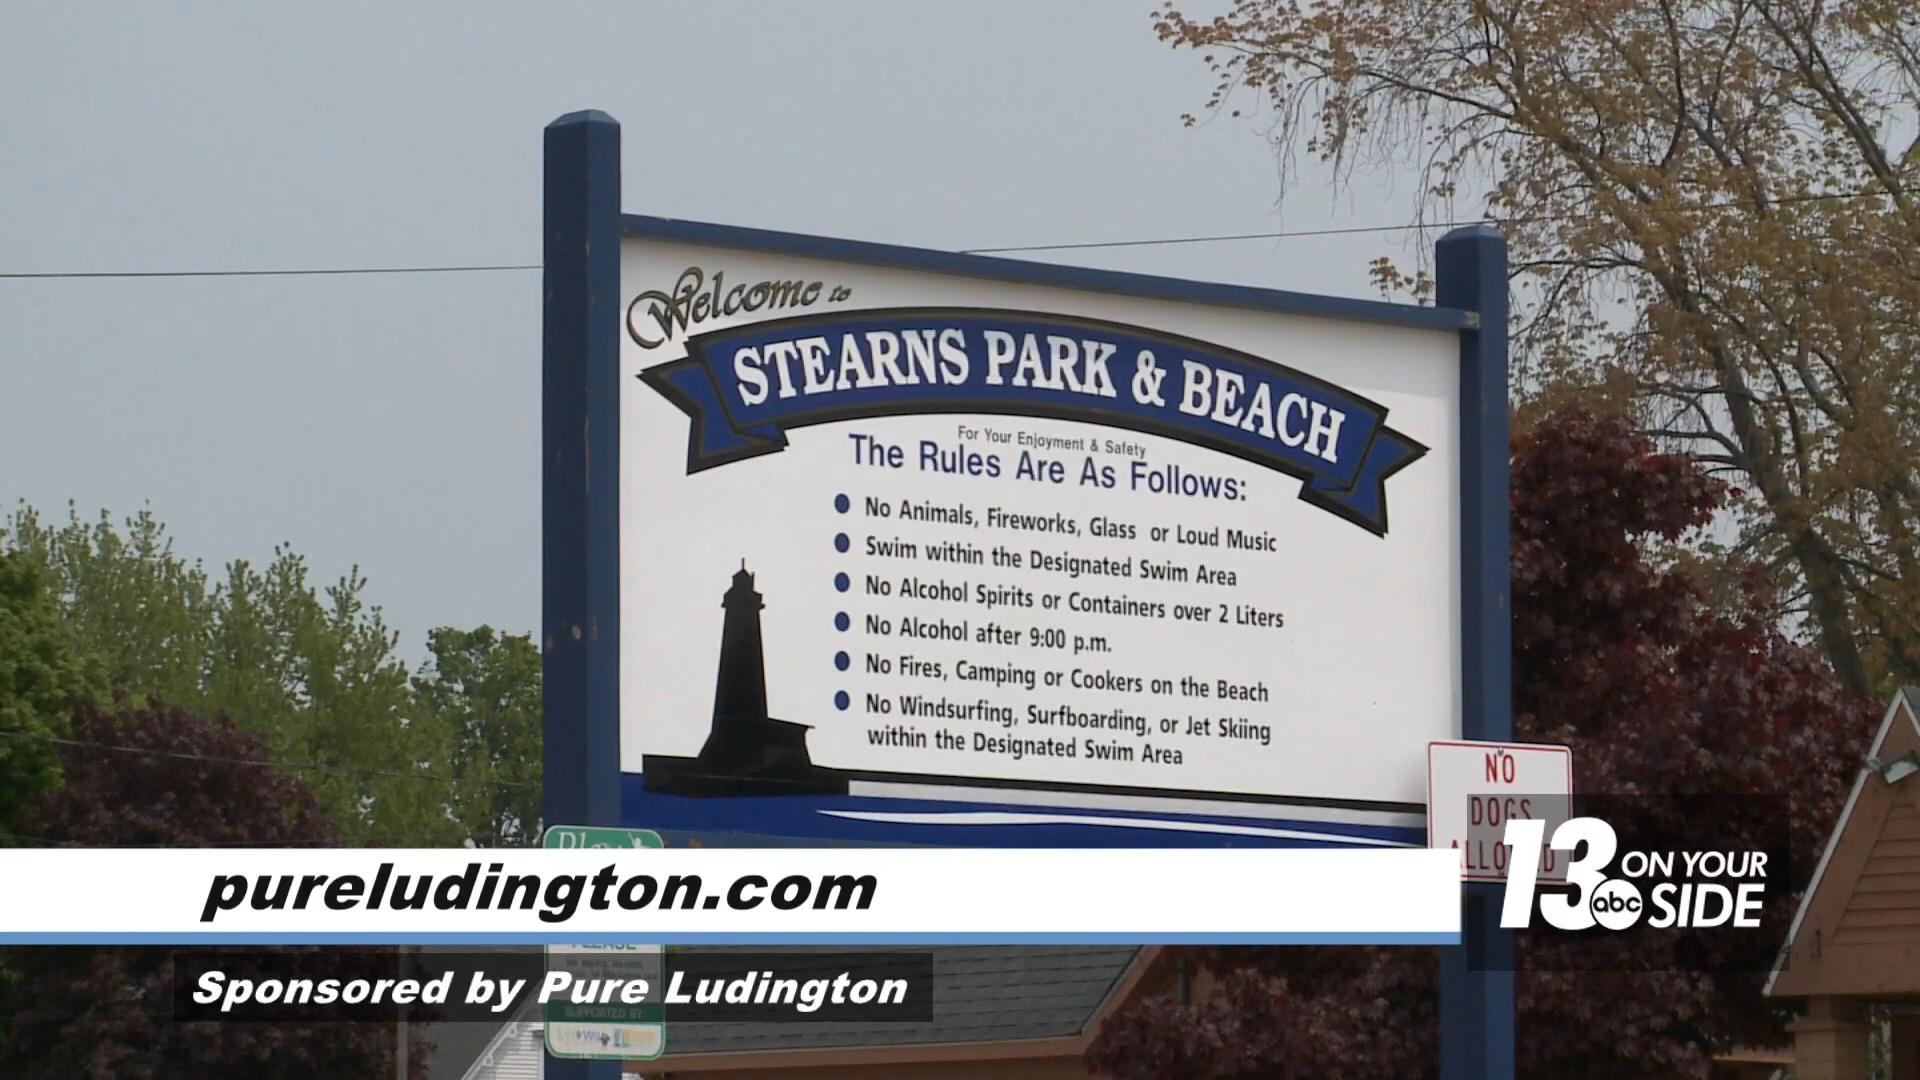 Welcome to
STEARNS PARK & BEACH
For Your Enjoyment & Safety
The Rules Are As Follows:
No Animals, Fireworks, Glass or Loud Music
Swim within the Designated Swim Area
No Alcohol Spirits or Containers over 2 Liters
No Alcohol after 9:00 p.m.
No Fires, Camping or Cookers on the Beach
No Windsurfing, Surfboarding, or Jet Skiing
within the Designated Swim Area
NO
DOGS
ALLOWED
pureludington.com
13 abc
ON YOUR
SIDE
Sponsored by Pure Ludington
SUPPORTED BY: